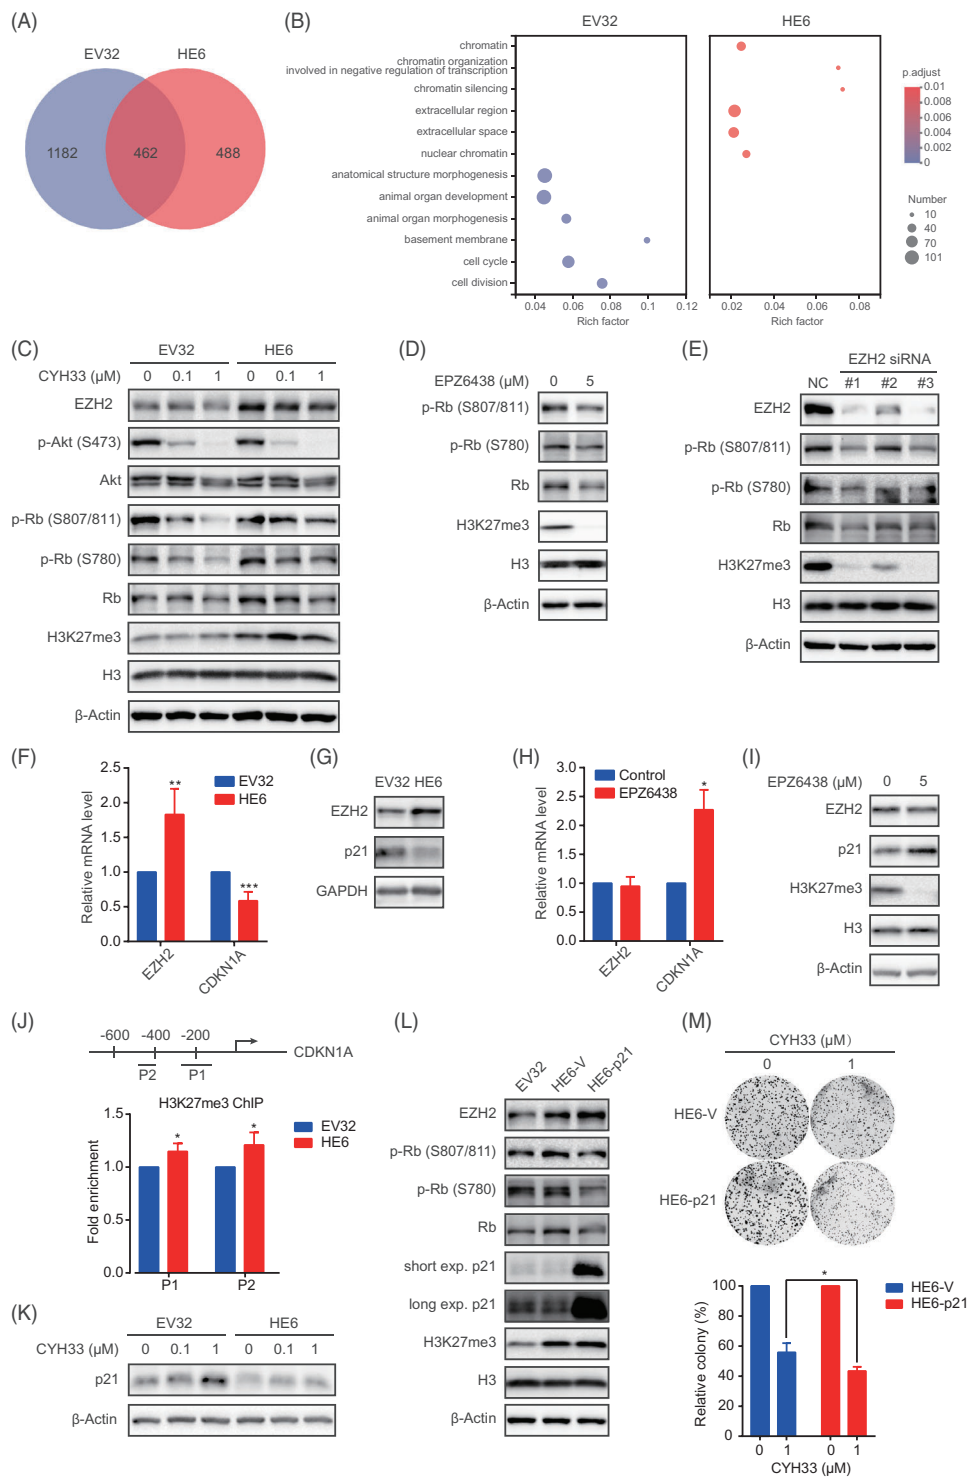 (A)
EV32 HE6
1182 462 488
(B)
EV32 HE6
chromatin
chromatin organization
involved in negative regulation of transcription
chromatin silencing
extracellular region
extracellular space
nuclear chromatin
anatomical structure morphogenesis
animal organ development
animal organ morphogenesis
basement membrane
cell cycle
cell division
0.04 0.06 0.08 0.1 0.12
Rich factor
0.02 0.04 0.06 0.08
Rich factor
p.adjust
0.01
0.008
0.006
0.004
0.002
0
Number
10
40
70
101
(C)
EV32 HE6
CYH33 (μM) 0 0.1 1 0 0.1 1
EZH2
p-Akt (S473)
Akt
p-Rb (S807/811)
p-Rb (S780)
Rb
H3K27me3
H3
β-Actin
(D)
EPZ6438 (μM) 0 5
p-Rb (S807/811)
p-Rb (S780)
Rb
H3K27me3
H3
β-Actin
(E)
EZH2 siRNA
NC #1 #2 #3
EZH2
p-Rb (S807/811)
p-Rb (S780)
Rb
H3K27me3
H3
β-Actin
(F)
Relative mRNA level
2.5
2.0
1.5
1.0
0.5
0.0
**
***
EV32
HE6
EZH2
CDKN1A
(G)
EV32 HE6
EZH2
p21
GAPDH
(H)
Relative mRNA level
3.0
2.5
2.0
1.5
1.0
0.5
0.0
Control
EPZ6438
*
EZH2
CDKN1A
(I)
EPZ6438 (μM) 0 5
EZH2
p21
H3K27me3
H3
β-Actin
(J)
-600 -400 -200
CDKN1A
P2 P1
H3K27me3 ChIP
Fold enrichment
1.5
1.0
0.5
0.0
* *
EV32
HE6
P1 P2
(K)
EV32 HE6
CYH33 (μM) 0 0.1 1 0 0.1 1
p21
β-Actin
(L)
EV32 HE6-V HE6-p21
EZH2
p-Rb (S807/811)
p-Rb (S780)
Rb
short exp. p21
long exp. p21
H3K27me3
H3
β-Actin
(M)
CYH33 (μM)
0 1
HE6-V
HE6-p21
Relative colony (%)
100
80
60
40
20
0
*
HE6-V
HE6-p21
0 1 0 1
CYH33 (μM)